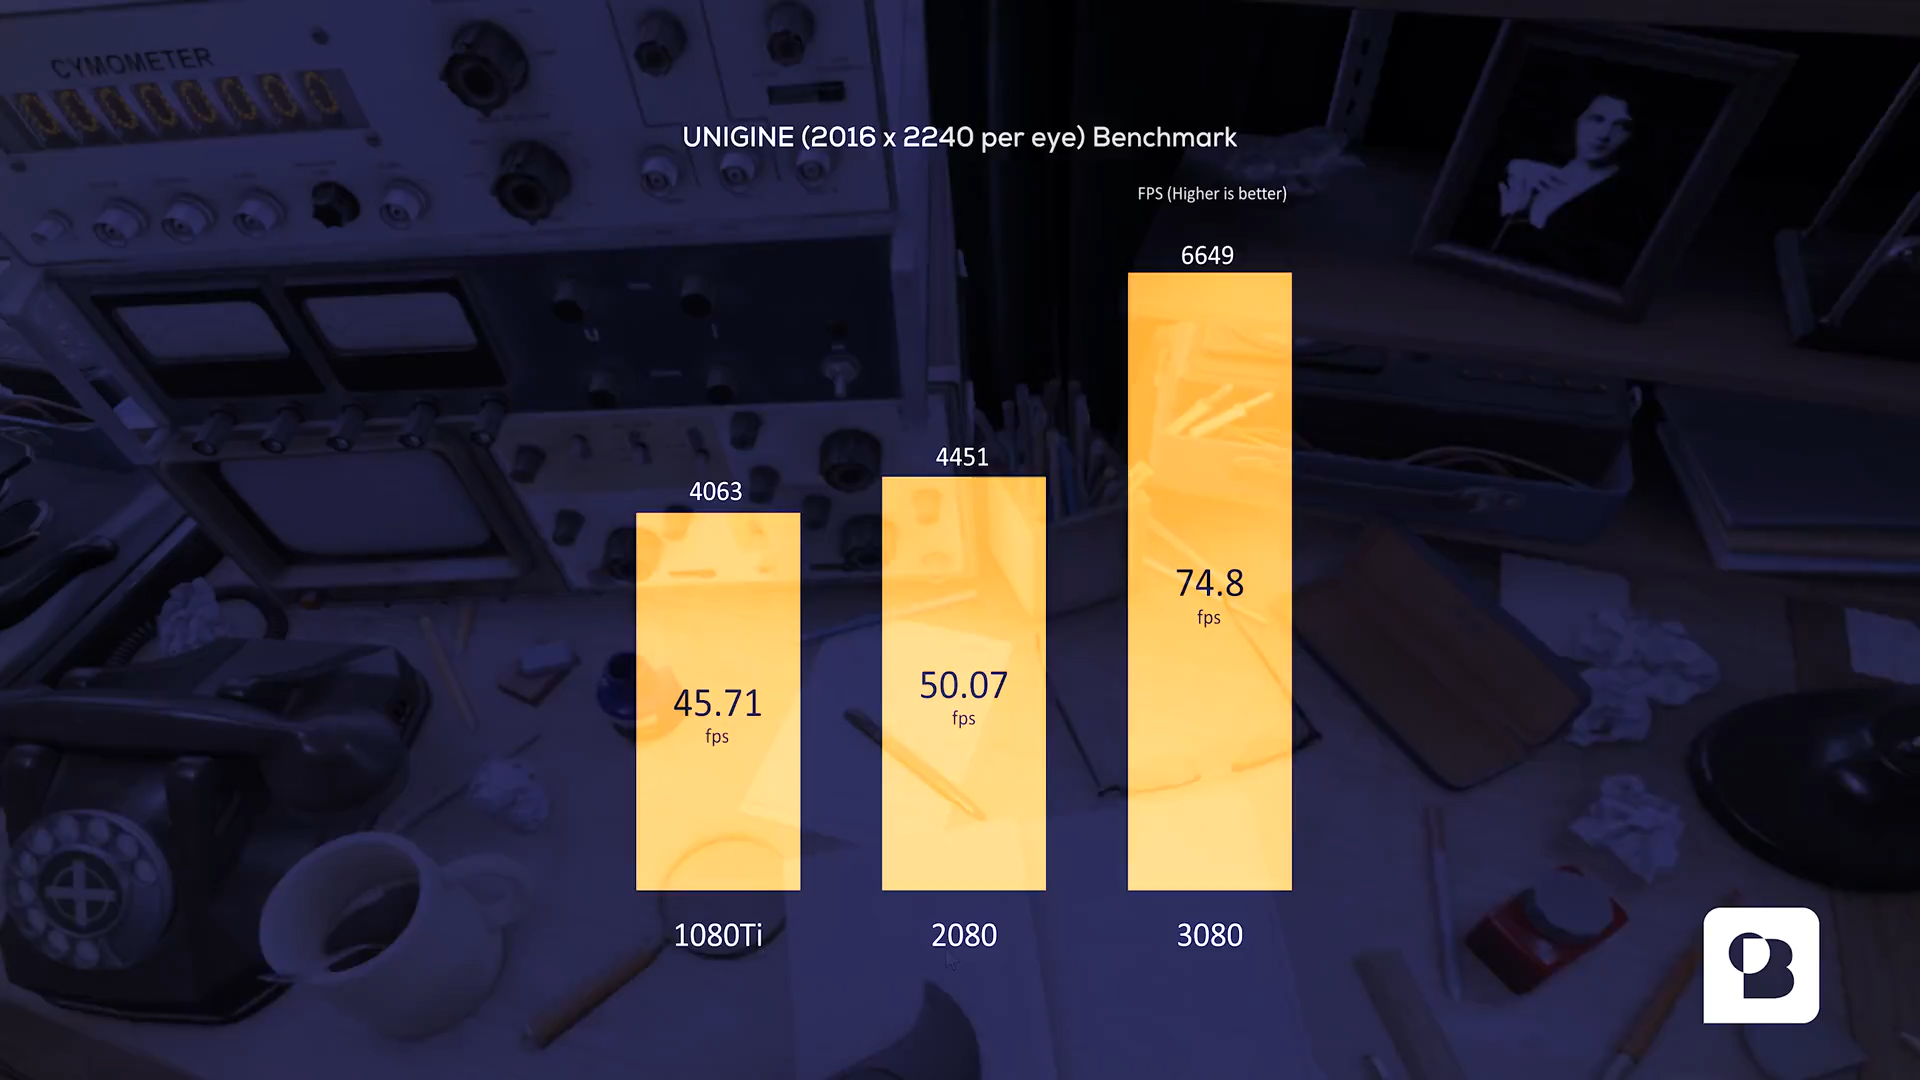 CYMOMETER
00000000
UNIGINE (2016 x 2240 per eye) Benchmark
FPS (Higher is better)
6649
4451
4063
74.8
fps
50.07
fps
45.71
fps
1080Ti
2080
3080